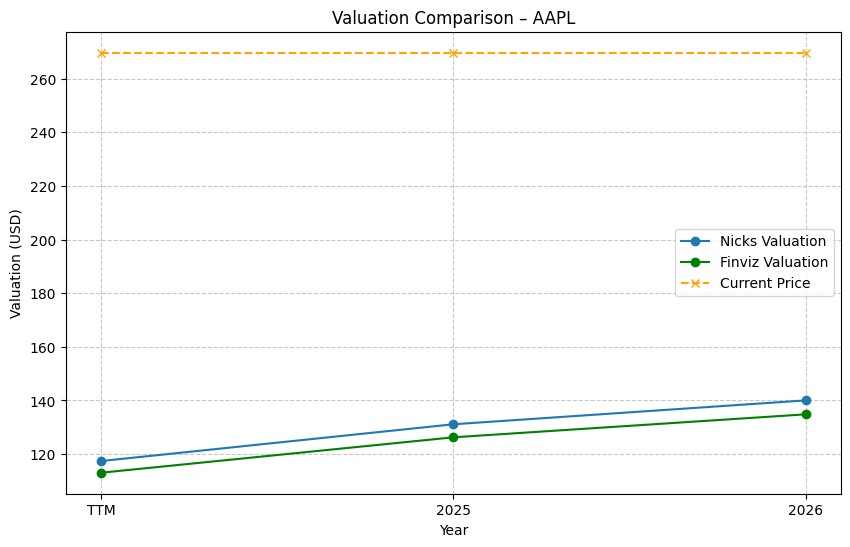 Valuation Comparison – AAPL
Valuation (USD)
260
240
220
200
180
160
140
120
Nicks Valuation
Finviz Valuation
Current Price
TTM
2025
2026
Year